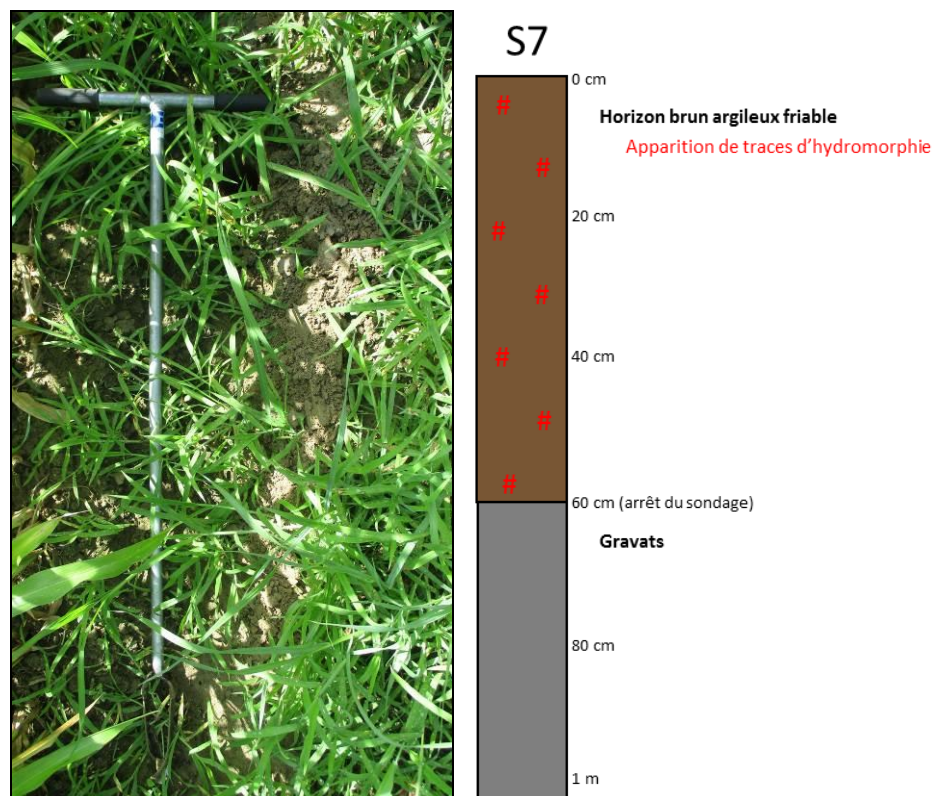 S7
0 cm
Horizon brun argileux friable
Apparition de traces d'hydromorphie
#
#
20 cm
#
#
40 cm
#
#
#
60 cm (arrêt du sondage)
Gravats
80 cm
1 m